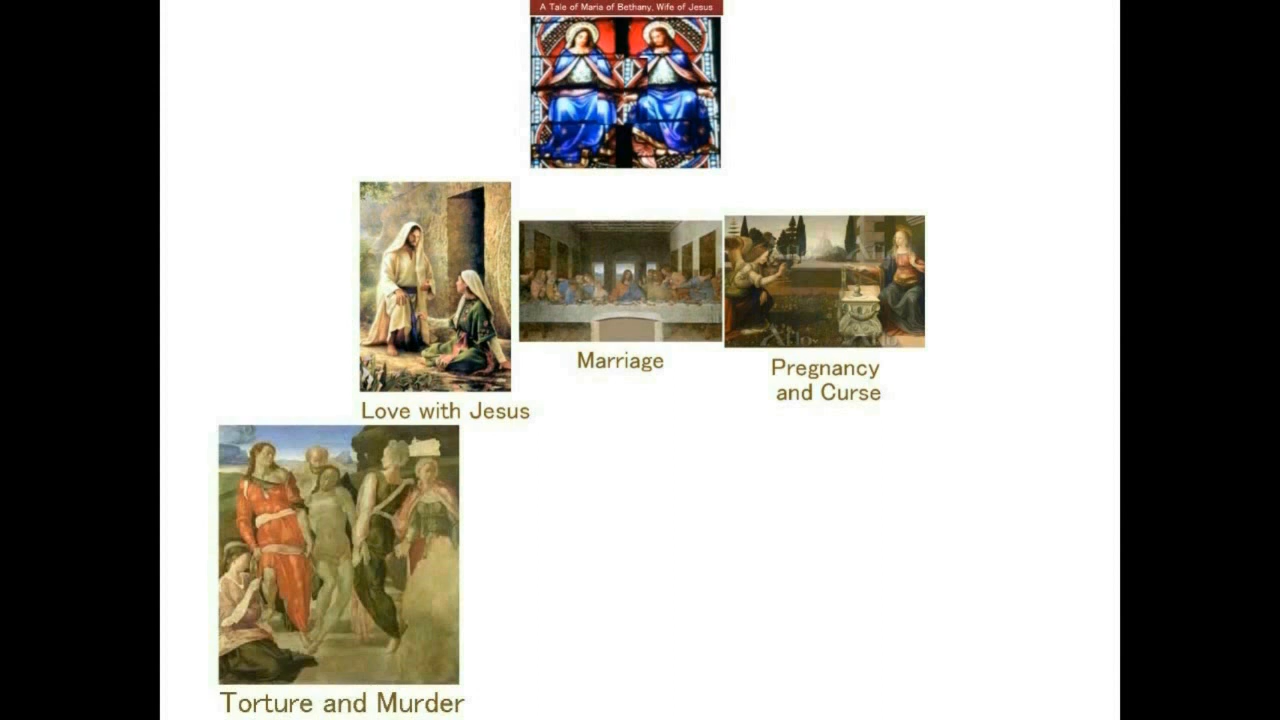 A Tale of Maria of Bethany, Wife of Jesus
Love with Jesus
Marriage
Pregnancy
and Curse
Torture and Murder